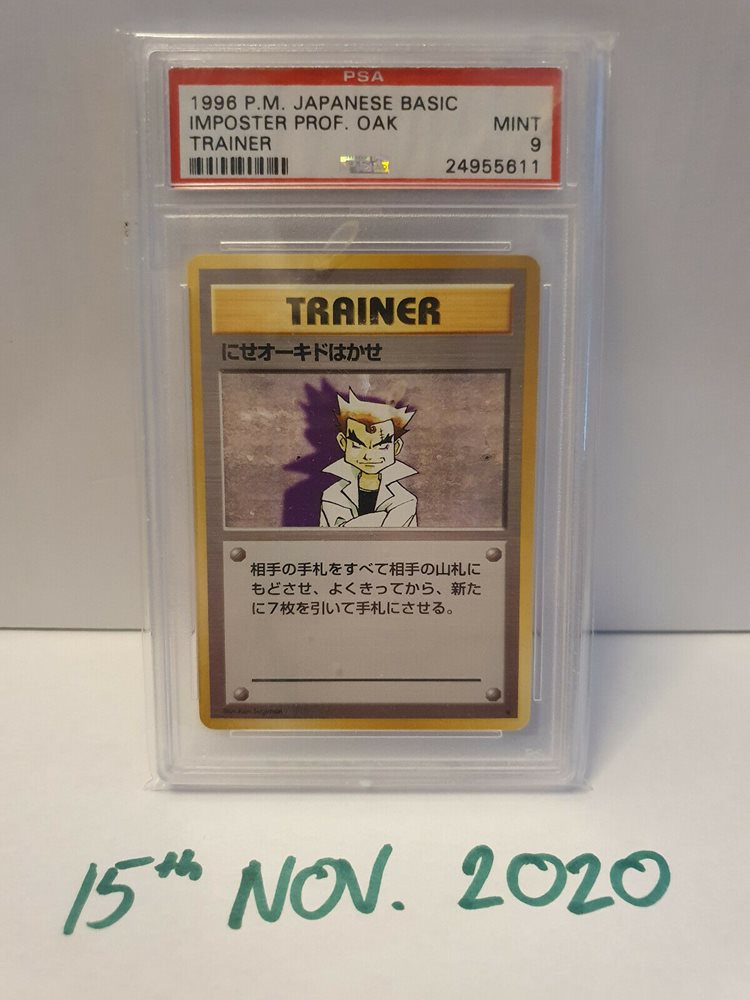 PSA
1996 P.M. JAPANESE BASIC
IMPOSTER PROF. OAK MINT
TRAINER 9
24955611
TRAINER
にせオーキドはかせ
相手の手札をすべて相手の山札に
もどさせ、よくきってから、新た
に7枚を引いて手札にさせる。
15th NOV. 2020